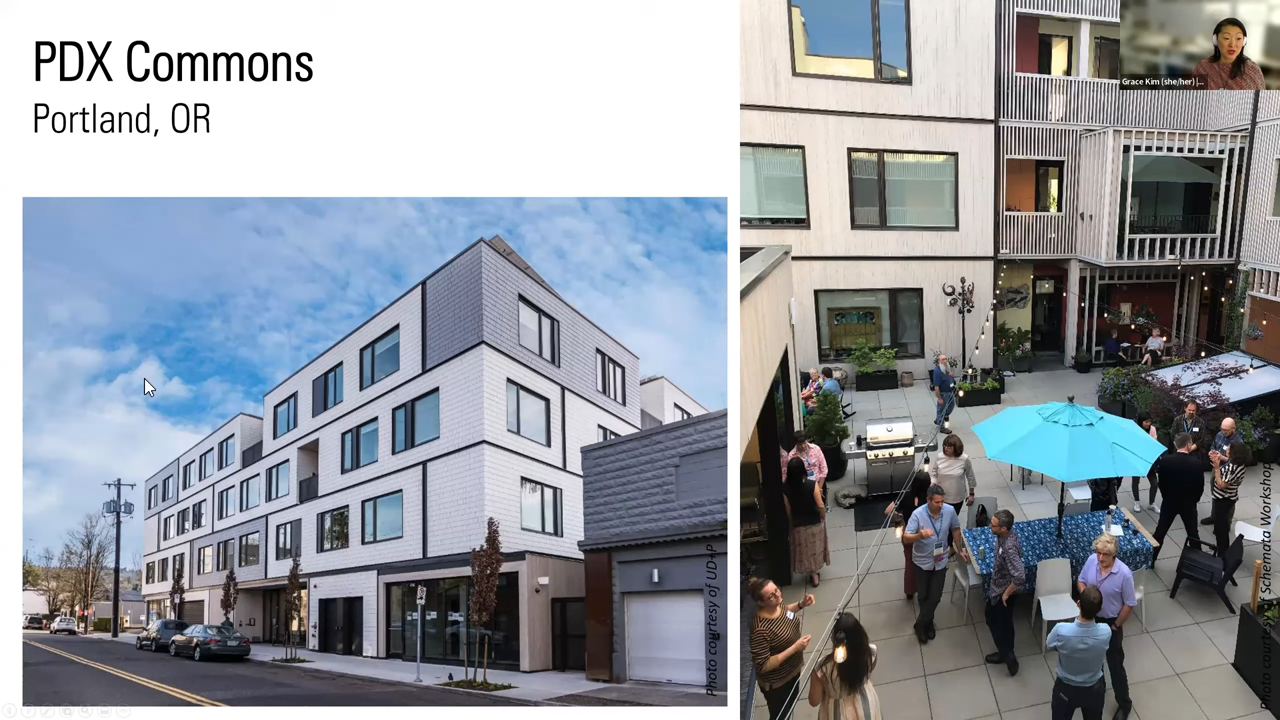 PDX Commons
Portland, OR
Grace Kim (she/her) |...
Photo courtesy of UD+P
Photo courtesy of Schemata Workshop